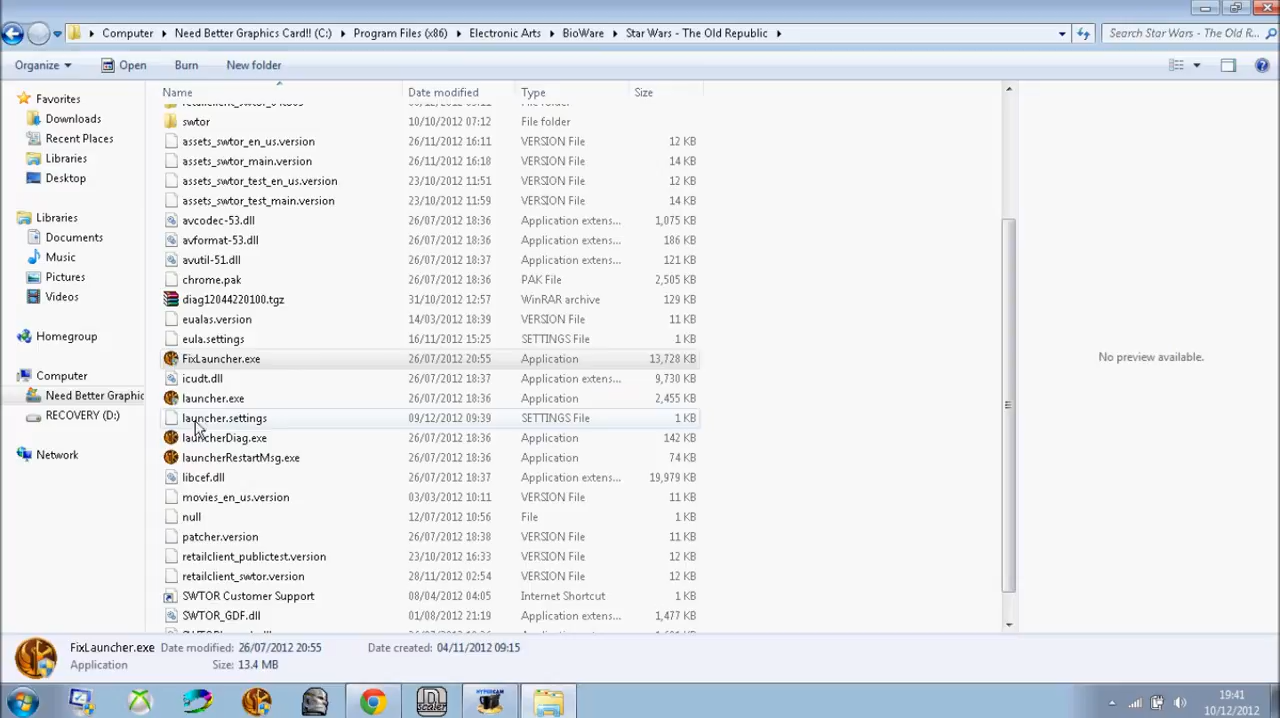 Computer Need Better Graphics Card!! (C:) Program Files (x86) Electronic Arts BioWare Star Wars - The Old Republic Search Star Wars - The Old R...
Organize Open Burn New folder
Name Date modified Type Size
Favorites
Downloads
Recent Places
Libraries
Desktop
Libraries
Documents
Music
Pictures
Videos
Homegroup
Computer
Need Better Graphic
RECOVERY (D:)
Network
swtor 10/10/2012 07:12 File folder
assets_swtor_en_us.version 26/11/2012 16:11 VERSION File 12 KB
assets_swtor_main.version 26/11/2012 16:18 VERSION File 14 KB
assets_swtor_test_en_us.version 23/10/2012 11:51 VERSION File 12 KB
assets_swtor_test_main.version 23/10/2012 11:59 VERSION File 14 KB
avcodec-53.dll 26/07/2012 18:36 Application extens... 1,075 KB
avformat-53.dll 26/07/2012 18:36 Application extens... 186 KB
avutil-51.dll 26/07/2012 18:37 Application extens... 121 KB
chrome.pak 26/07/2012 18:36 PAK File 2,505 KB
diag12044220100.tgz 31/10/2012 12:57 WinRAR archive 129 KB
eualas.version 14/03/2012 18:39 VERSION File 11 KB
eula.settings 16/11/2012 15:25 SETTINGS File 1 KB
FixLauncher.exe 26/07/2012 20:55 Application 13,728 KB
icudt.dll 26/07/2012 18:37 Application extens... 9,730 KB
launcher.exe 26/07/2012 18:36 Application 2,455 KB
launcher.settings 09/12/2012 09:39 SETTINGS File 1 KB
launcherDiag.exe 26/07/2012 18:36 Application 142 KB
launcherRestartMsg.exe 26/07/2012 18:36 Application 74 KB
libcef.dll 26/07/2012 18:37 Application extens... 19,979 KB
movies_en_us.version 03/03/2012 10:11 VERSION File 11 KB
null 12/07/2012 10:56 File 1 KB
patcher.version 26/07/2012 18:38 VERSION File 11 KB
retailclient_publictest.version 23/10/2012 16:33 VERSION File 12 KB
retailclient_swtor.version 28/11/2012 02:54 VERSION File 12 KB
SWTOR Customer Support 08/04/2012 04:05 Internet Shortcut 1 KB
SWTOR_GDF.dll 01/08/2012 21:19 Application extens... 1,477 KB
No preview available.
FixLauncher.exe Date modified: 26/07/2012 20:55 Date created: 04/11/2012 09:15
Application Size: 13.4 MB
HYPERCAM
19:41
10/12/2012